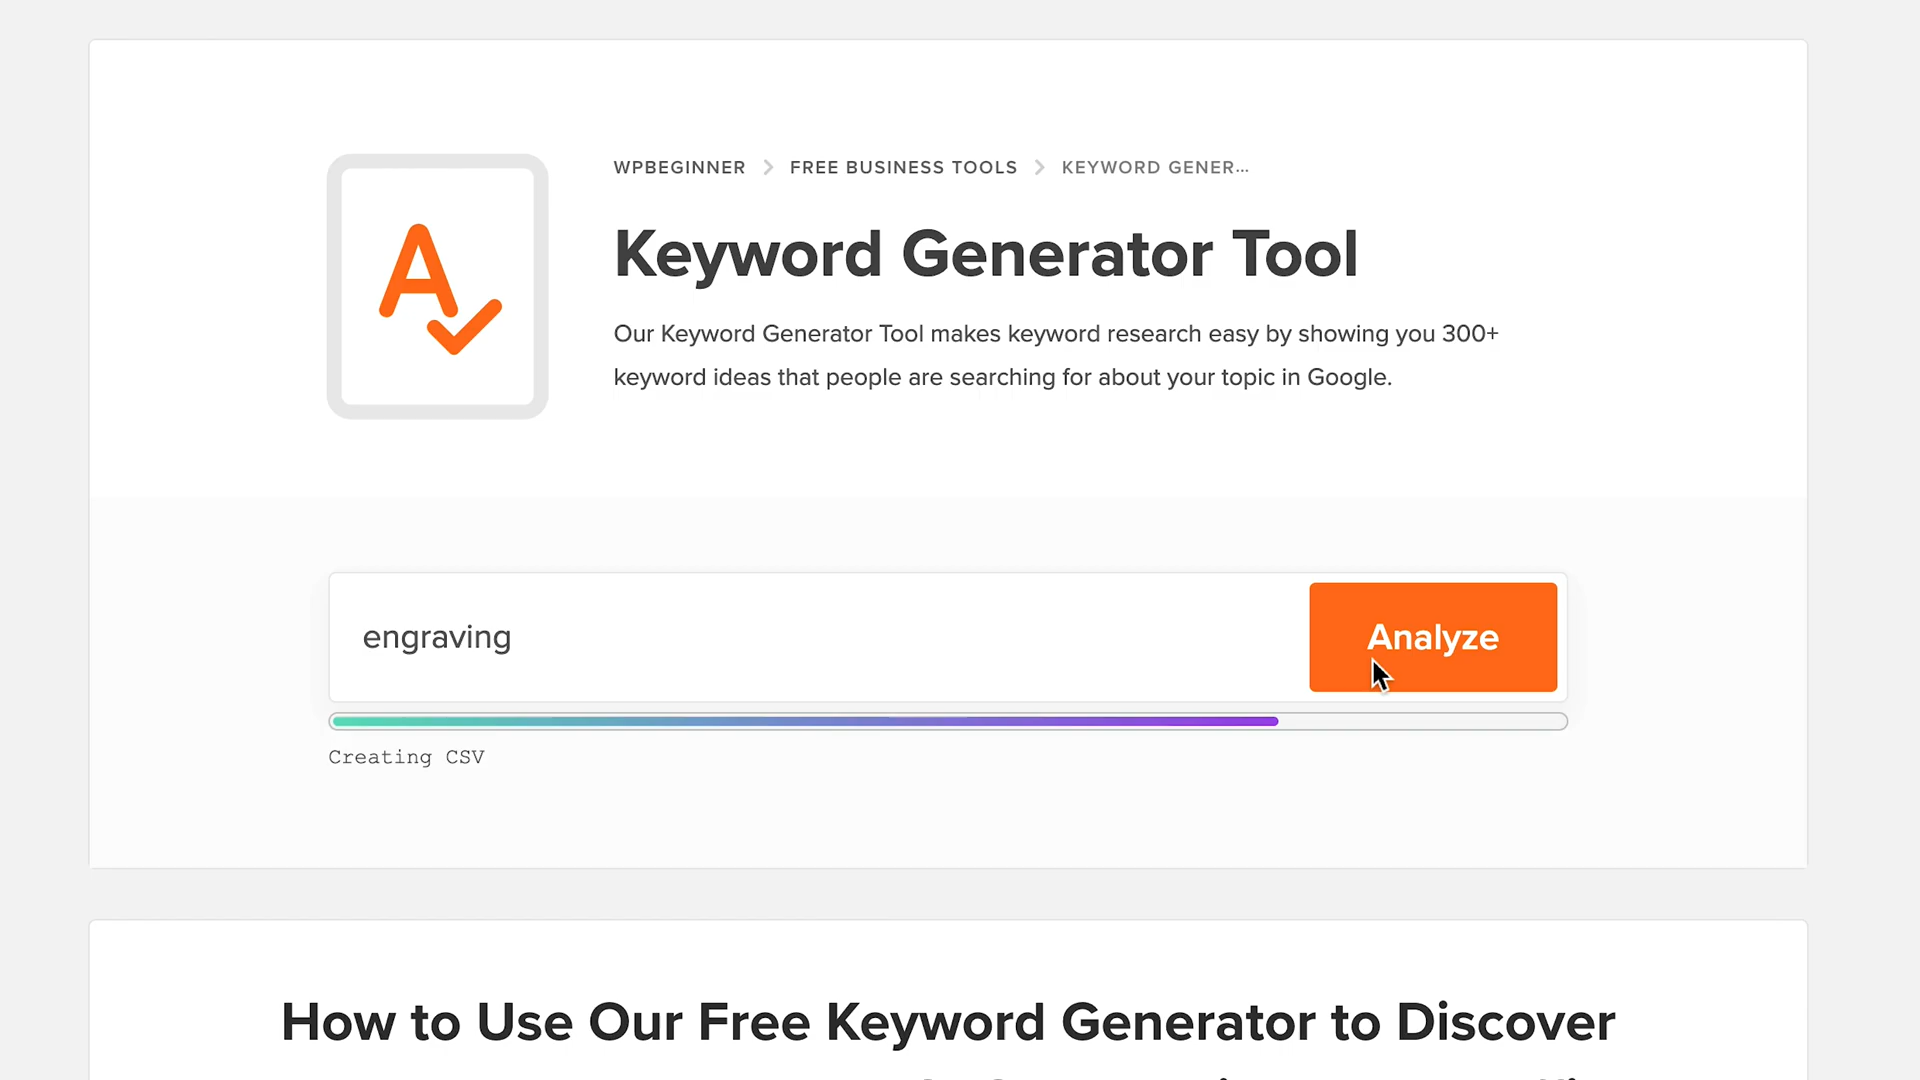 WPBEGINNER > FREE BUSINESS TOOLS > KEYWORD GENER...
Keyword Generator Tool
Our Keyword Generator Tool makes keyword research easy by showing you 300+
keyword ideas that people are searching for about your topic in Google.
engraving
Analyze
Creating CSV
How to Use Our Free Keyword Generator to Discover